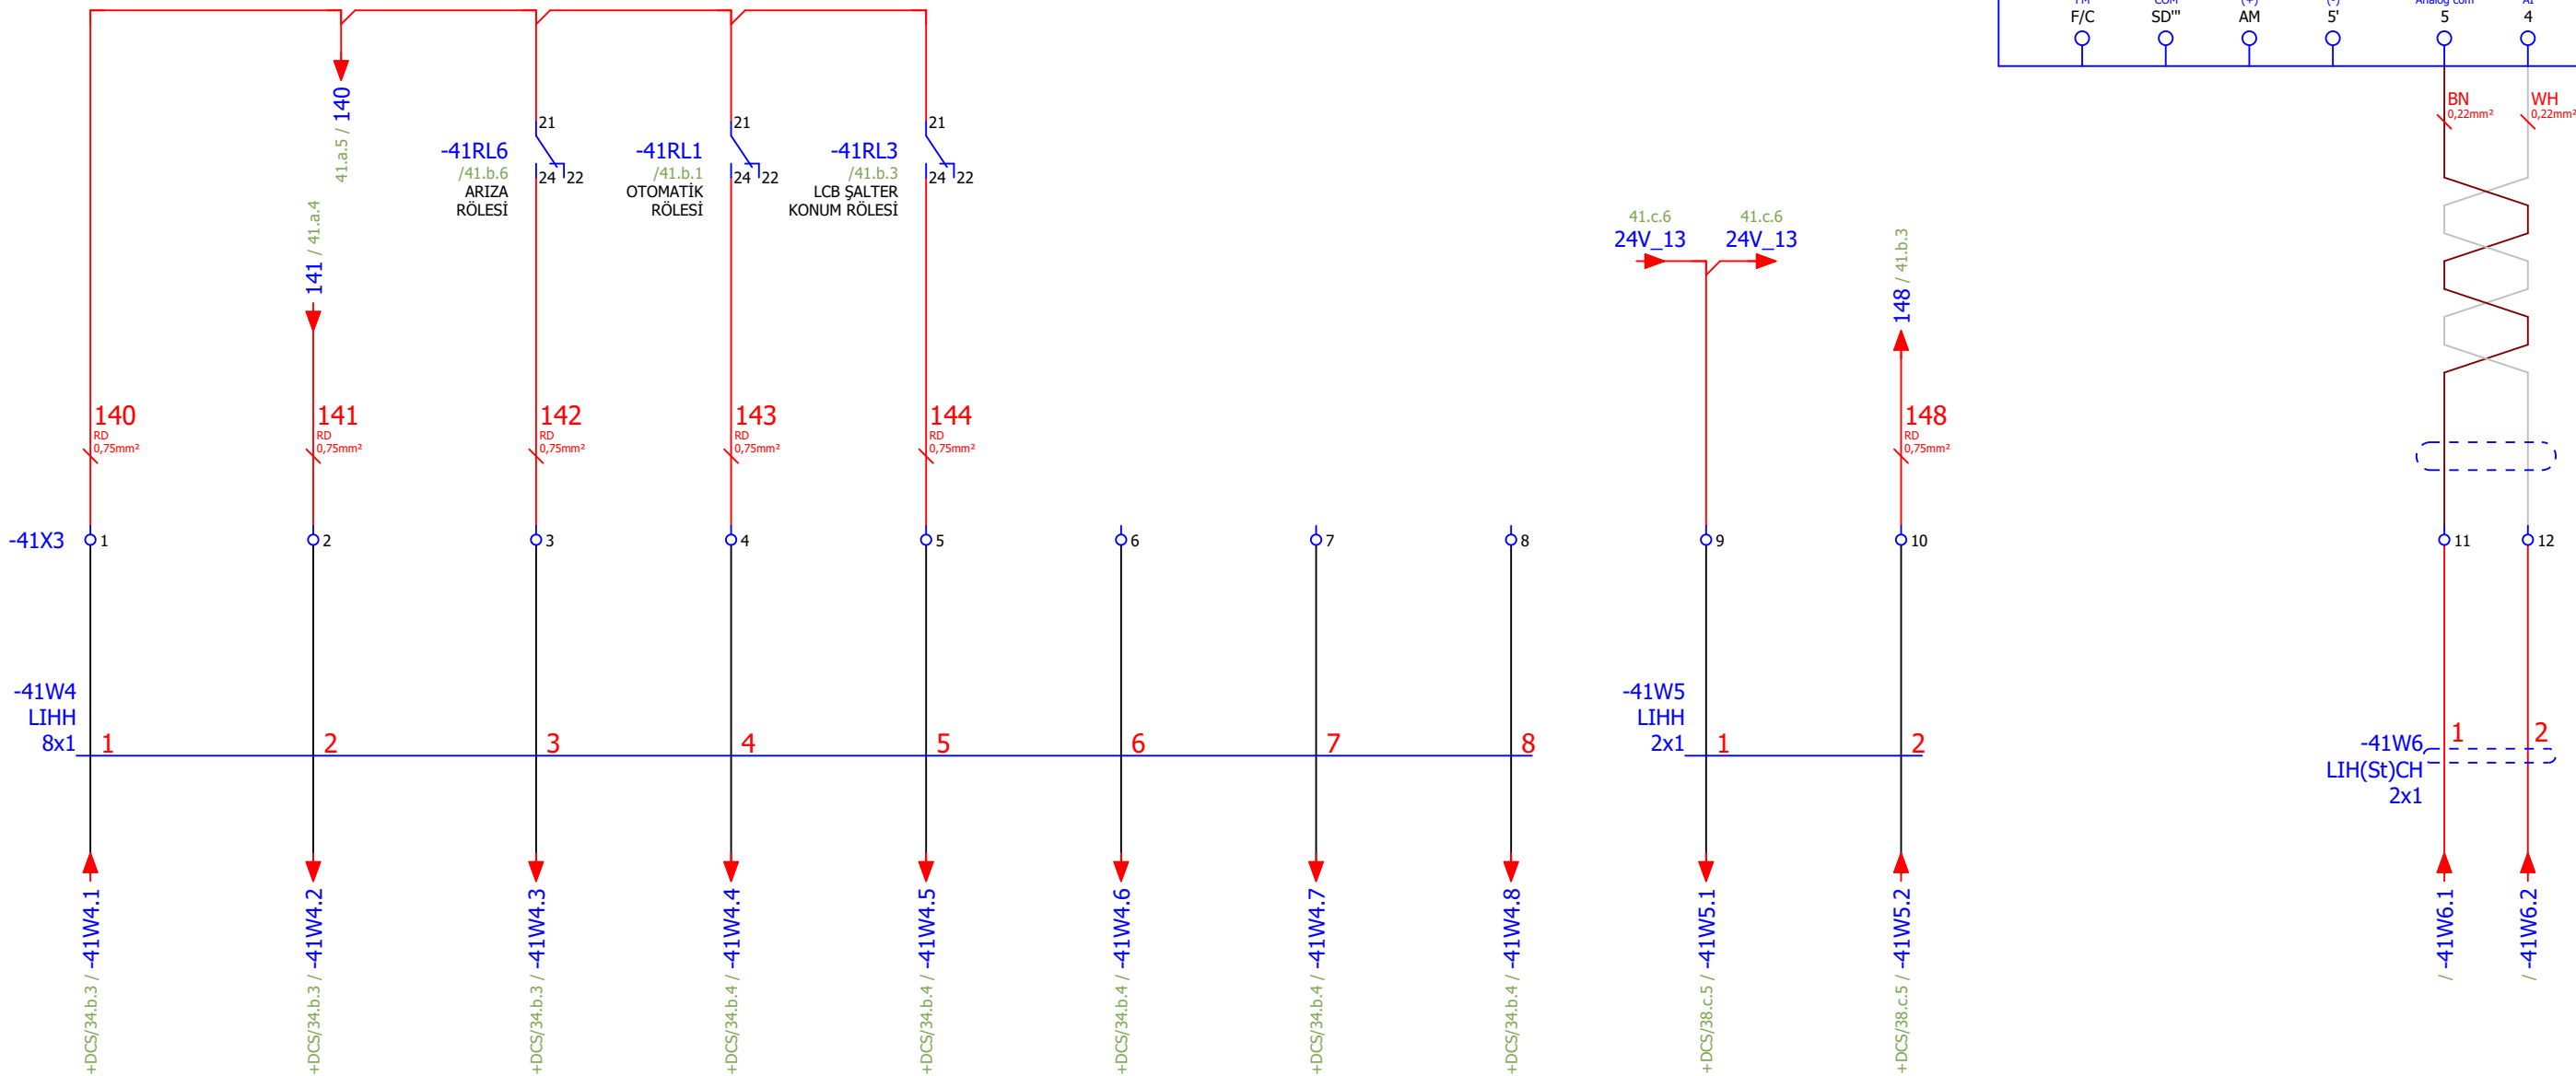 FM
COM
(+)
(-)
Analog com
AI
F/C
SD'''
AM
5'
5
4
BN
0,22mm²
WH
0,22mm²
41.a.5 / 140
141 / 41.a.4
-41RL6
/41.b.6
ARIZA
RÖLESİ
21
24
22
-41RL1
/41.b.1
OTOMATİK
RÖLESİ
21
24
22
-41RL3
/41.b.3
LCB ŞALTER
KONUM RÖLESİ
21
24
22
41.c.6
24V_13
41.c.6
24V_13
148 / 41.b.3
140
RD
0,75mm²
141
RD
0,75mm²
142
RD
0,75mm²
143
RD
0,75mm²
144
RD
0,75mm²
148
RD
0,75mm²
-41X3
1
2
3
4
5
6
7
8
9
10
11
12
-41W4
LIHH
8x1
1
2
3
4
5
6
7
8
-41W5
LIHH
2x1
1
2
-41W6
LIH(St)CH
2x1
1
2
+DCS/34.b.3 / -41W4.1
+DCS/34.b.3 / -41W4.2
+DCS/34.b.3 / -41W4.3
+DCS/34.b.4 / -41W4.4
+DCS/34.b.4 / -41W4.5
+DCS/34.b.4 / -41W4.6
+DCS/34.b.4 / -41W4.7
+DCS/34.b.4 / -41W4.8
+DCS/38.c.5 / -41W5.1
+DCS/38.c.5 / -41W5.2
/ -41W6.1
/ -41W6.2